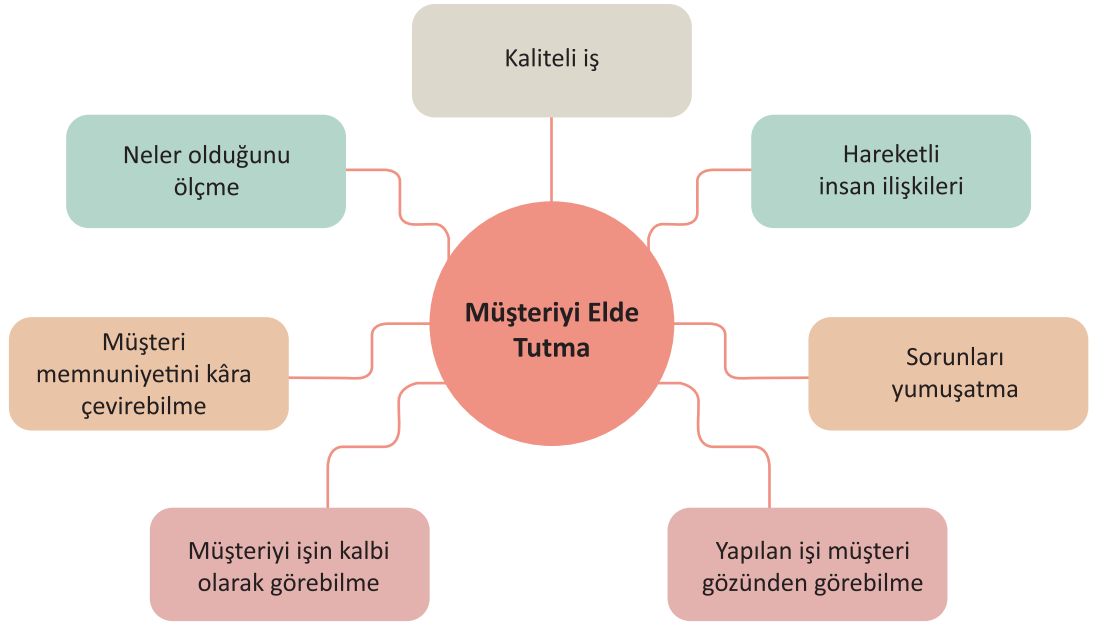 Kaliteli iş
Neler olduğunu
ölçme
Hareketli
insan ilişkileri
Müşteriyi Elde
Tutma
Müşteri
memnuniyetini kâra
çevirebilme
Sorunları
yumuşatma
Müşteriyi işin kalbi
olarak görebilme
Yapılan işi müşteri
gözünden görebilme